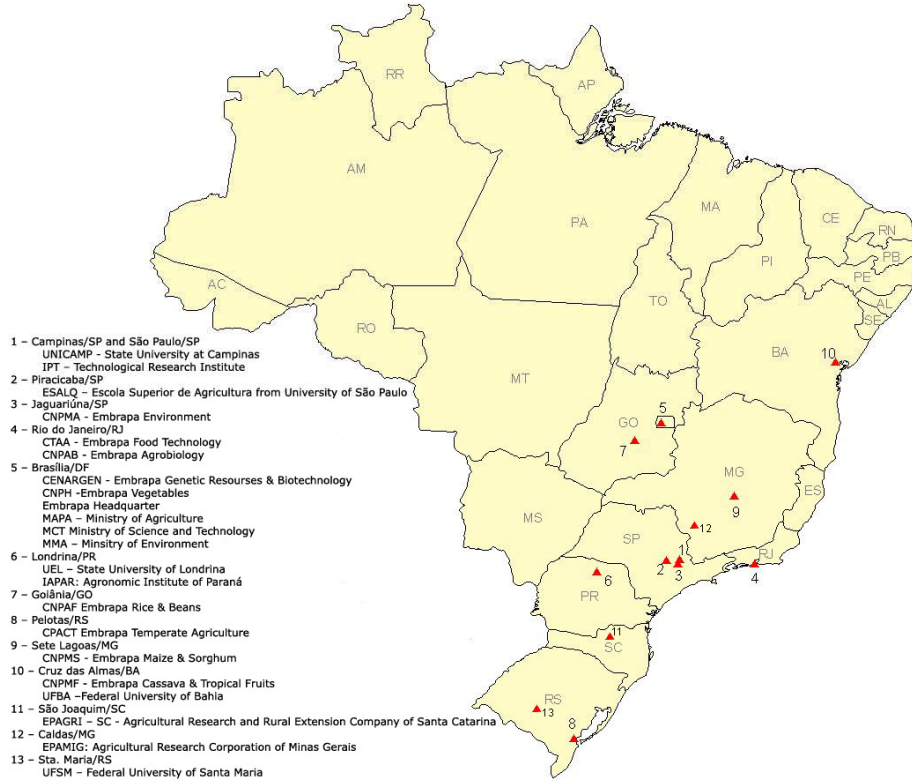 RR
AP
AM
PA
MA
CE
RN
PB
PE
PI
AL
SE
AC
TO
RO
BA
10
MT
5
GO
7
MG
9
ES
MS
12
SP
1
RJ
2
3
4
6
PR
11
SC
RS
13
8
1 – Campinas/SP and São Paulo/SP
UNICAMP - State University at Campinas
IPT – Technological Research Institute
2 – Piracicaba/SP
ESALQ – Escola Superior de Agricultura from University of São Paulo
3 – Jaguariúna/SP
CNPMA - Embrapa Environment
4 – Rio do Janeiro/RJ
CTAA – Embrapa Food Technology
CNPAB - Embrapa Agrobiology
5 – Brasília/DF
CENARGEN - Embrapa Genetic Resourses & Biotechnology
CNPH -Embrapa Vegetables
Embrapa Headquarter
MAPA – Ministry of Agriculture
MCT Ministry of Science and Technology
MMA – Minsitry of Environment
6 – Londrina/PR
UEL – State University of Londrina
IAPAR: Agronomic Institute of Paraná
7 – Goiânia/GO
CNPAF Embrapa Rice & Beans
8 – Pelotas/RS
CPACT Embrapa Temperate Agriculture
9 – Sete Lagoas/MG
CNPMS - Embrapa Maize & Sorghum
10 – Cruz das Almas/BA
CNPMF - Embrapa Cassava & Tropical Fruits
UFBA –Federal University of Bahia
11 – São Joaquim/SC
EPAGRI – SC - Agricultural Research and Rural Extension Company of Santa Catarina
12 – Caldas/MG
EPAMIG: Agricultural Research Corporation of Minas Gerais
13 – Sta. Maria/RS
UFSM – Federal University of Santa Maria